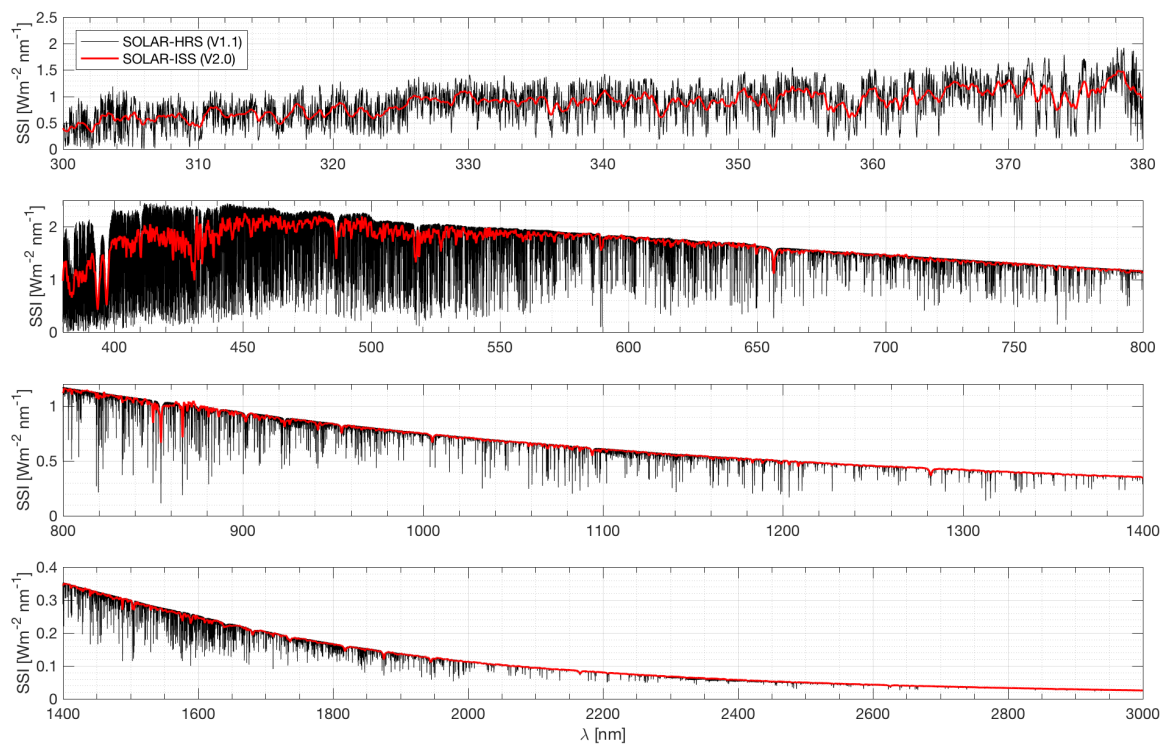 2.5
2
1.5
1
0.5
0
SSI [Wm-2 nm-1]
SOLAR-HRS (V1.1)
SOLAR-ISS (V2.0)
300 310 320 330 340 350 360 370 380
2
1
0
SSI [Wm-2 nm-1]
400 450 500 550 600 650 700 750 800
1
0.5
0
SSI [Wm-2 nm-1]
800 900 1000 1100 1200 1300 1400
0.4
0.3
0.2
0.1
0
SSI [Wm-2 nm-1]
1400 1600 1800 2000 2200 2400 2600 2800 3000
λ [nm]